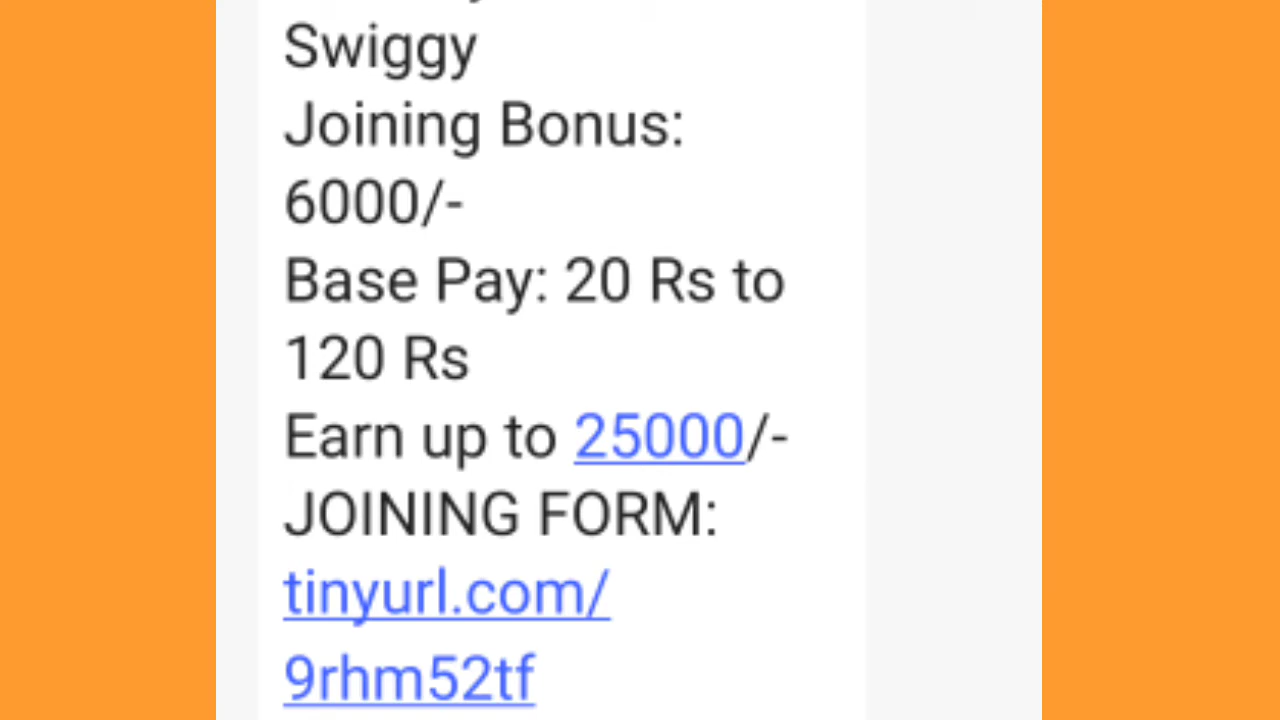 Swiggy
Joining Bonus:
6000/-
Base Pay: 20 Rs to
120 Rs
Earn up to 25000/-
JOINING FORM:
tinyurl.com/
9rhm52tf